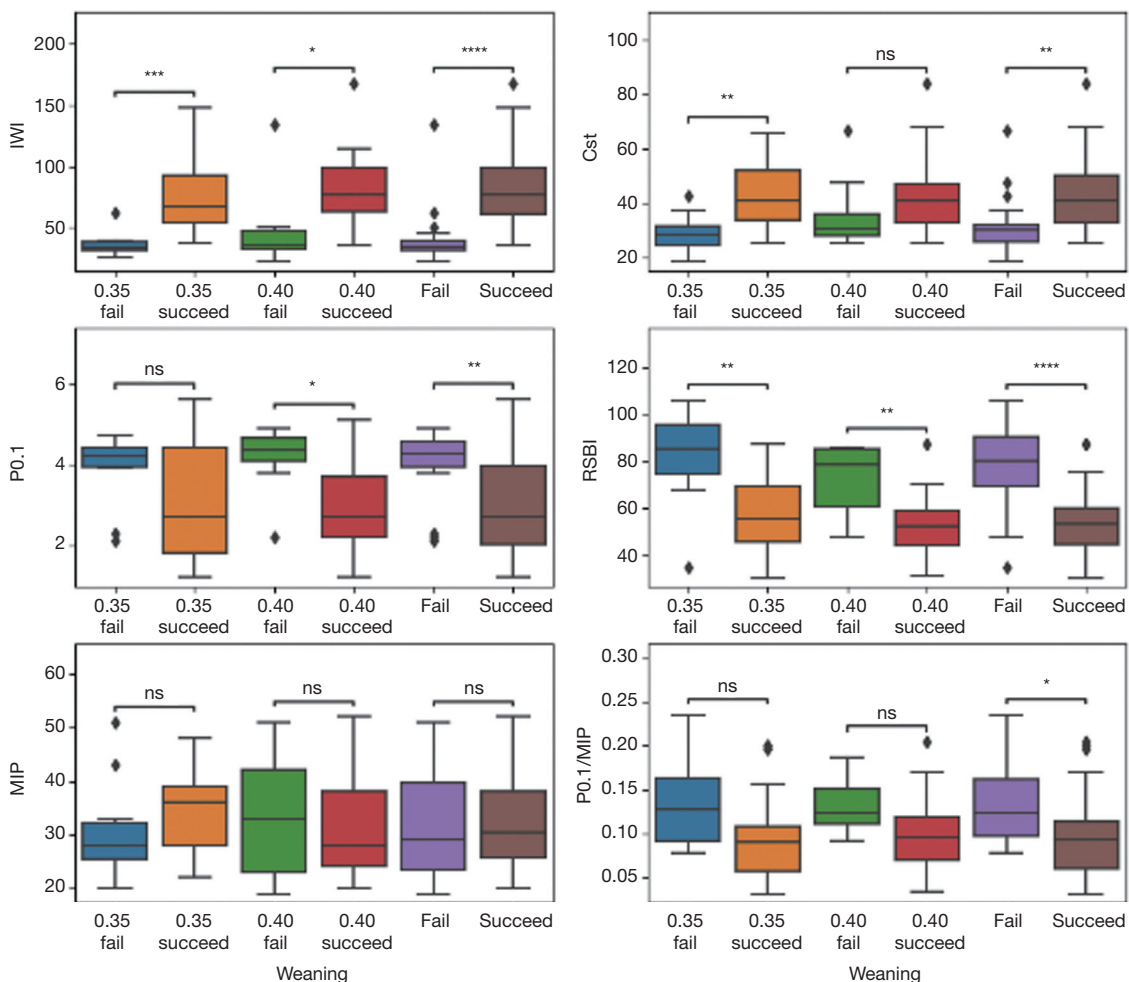 IWI
200
150
100
50
***
*
****
0.35 0.35 0.40 0.40 Fail Succeed
fail succeed fail succeed
Cst
100
80
60
40
20
**
ns
**
0.35 0.35 0.40 0.40 Fail Succeed
fail succeed fail succeed
P0.1
6
4
2
ns
*
**
0.35 0.35 0.40 0.40 Fail Succeed
fail succeed fail succeed
RSBI
120
100
80
60
40
**
**
****
0.35 0.35 0.40 0.40 Fail Succeed
fail succeed fail succeed
MIP
60
50
40
30
20
ns
ns
ns
0.35 0.35 0.40 0.40 Fail Succeed
fail succeed fail succeed
Weaning
P0.1/MIP
0.30
0.25
0.20
0.15
0.10
0.05
ns
ns
*
0.35 0.35 0.40 0.40 Fail Succeed
fail succeed fail succeed
Weaning